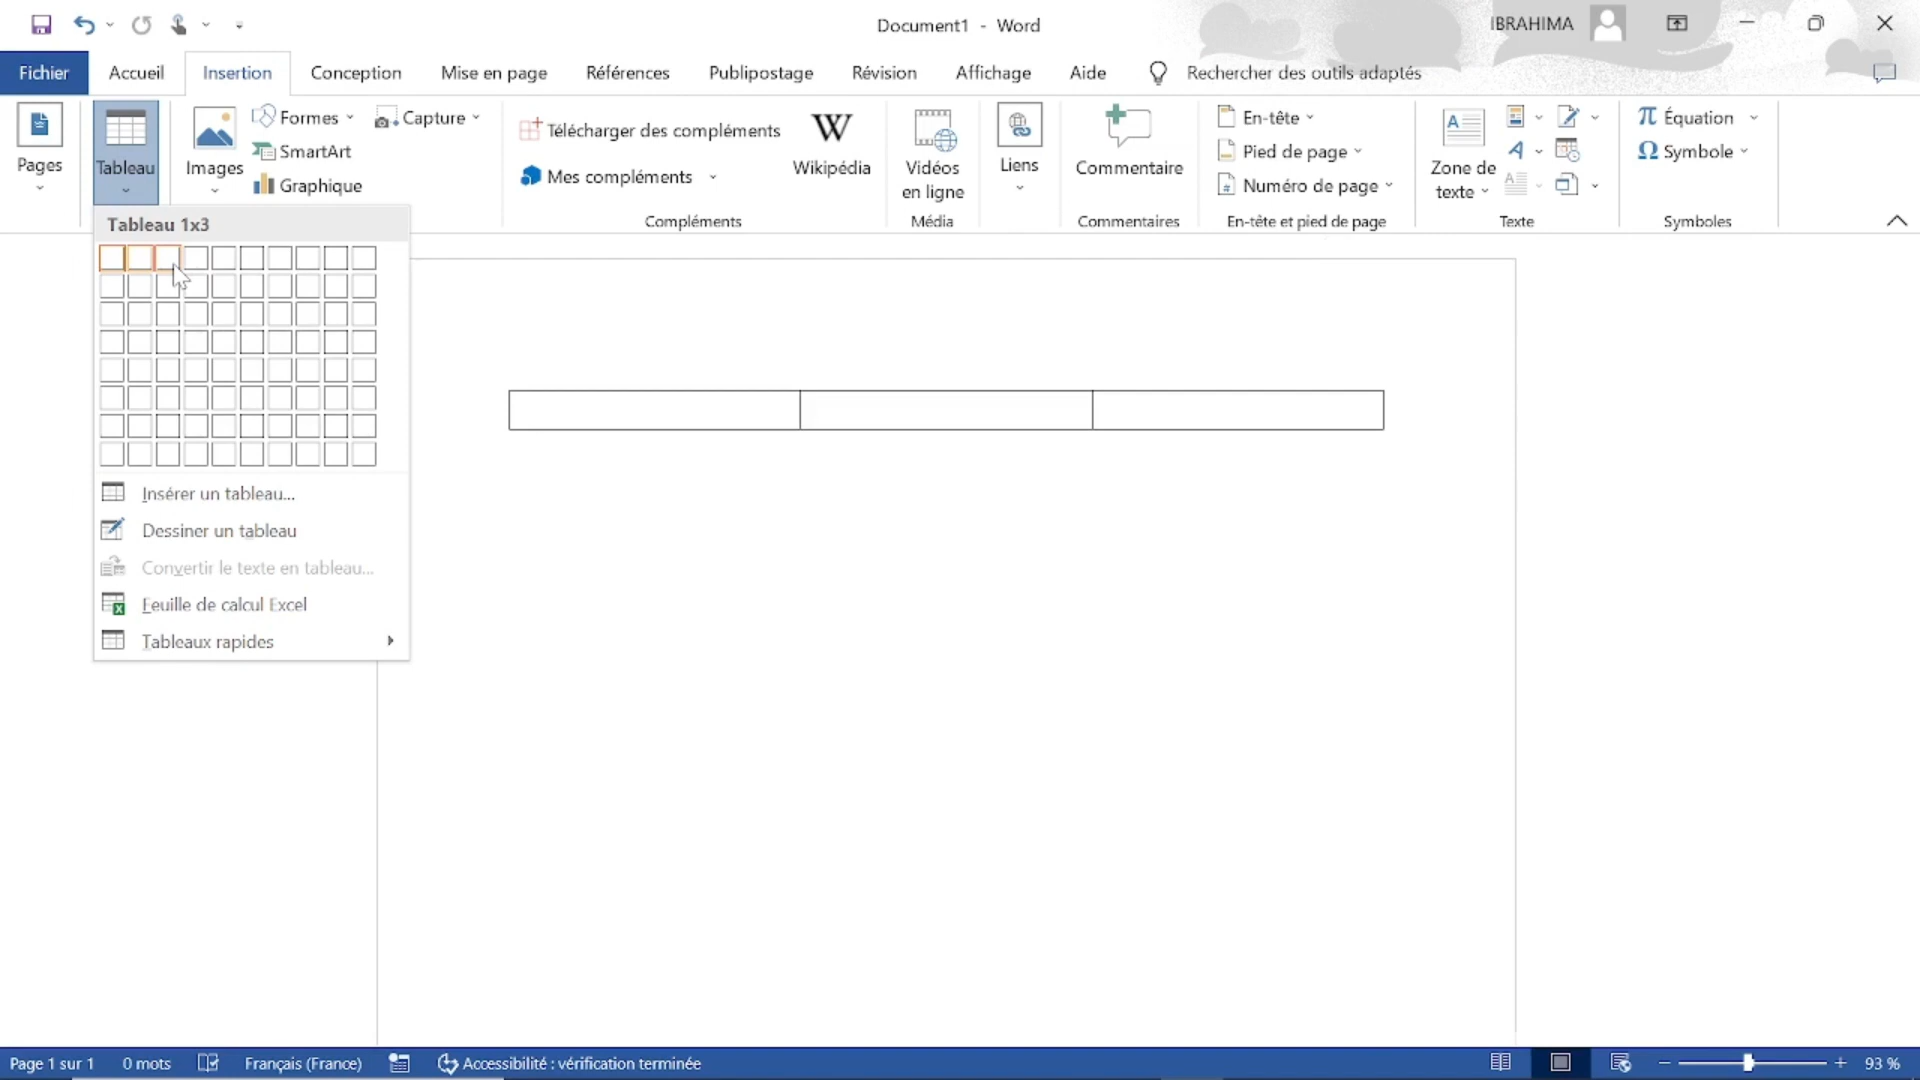 Document1 - Word
IBRAHIMA
Fichier
Accueil
Insertion
Conception
Mise en page
Références
Publipostage
Révision
Affichage
Aide
Rechercher des outils adaptés
Pages
Tableau
Images
Formes
SmartArt
Graphique
Capture
Télécharger des compléments
Mes compléments
Wikipédia
Compléments
Vidéos
en ligne
Média
Liens
Commentaire
Commentaires
En-tête
Pied de page
Numéro de page
En-tête et pied de page
Zone de
texte
Texte
Équation
Symbole
Symboles
Tableau 1x3
Insérer un tableau...
Dessiner un tableau
Convertir le texte en tableau...
Feuille de calcul Excel
Tableaux rapides
Page 1 sur 1
0 mots
Français (France)
Accessibilité : vérification terminée
93 %